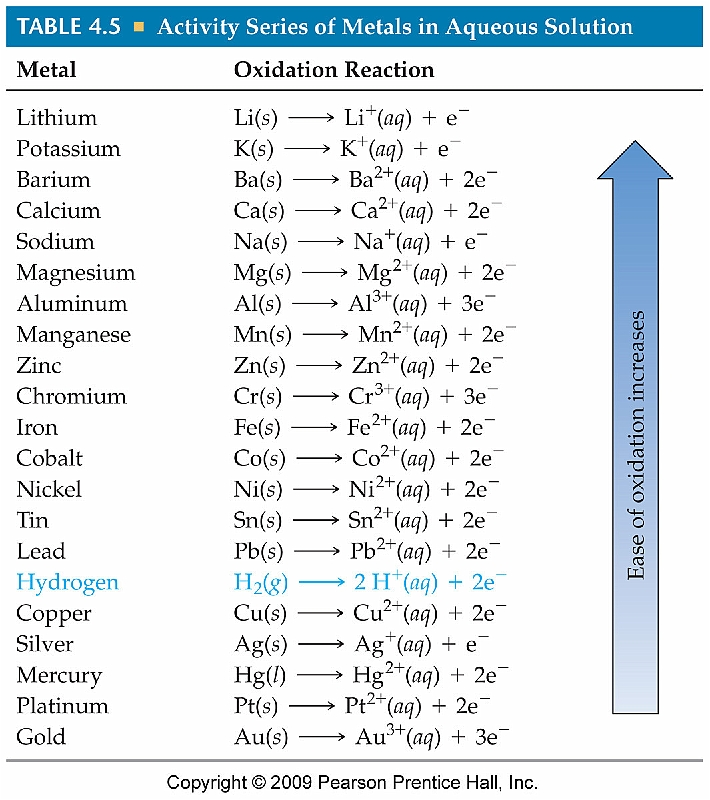 TABLE 4.5 ■ Activity Series of Metals in Aqueous Solution
Metal Oxidation Reaction
Lithium Li(s) ⟶ Li⁺(aq) + e⁻
Potassium K(s) ⟶ K⁺(aq) + e⁻
Barium Ba(s) ⟶ Ba²⁺(aq) + 2e⁻
Calcium Ca(s) ⟶ Ca²⁺(aq) + 2e⁻
Sodium Na(s) ⟶ Na⁺(aq) + e⁻
Magnesium Mg(s) ⟶ Mg²⁺(aq) + 2e⁻
Aluminum Al(s) ⟶ Al³⁺(aq) + 3e⁻
Manganese Mn(s) ⟶ Mn²⁺(aq) + 2e⁻
Zinc Zn(s) ⟶ Zn²⁺(aq) + 2e⁻
Chromium Cr(s) ⟶ Cr³⁺(aq) + 3e⁻
Iron Fe(s) ⟶ Fe²⁺(aq) + 2e⁻
Cobalt Co(s) ⟶ Co²⁺(aq) + 2e⁻
Nickel Ni(s) ⟶ Ni²⁺(aq) + 2e⁻
Tin Sn(s) ⟶ Sn²⁺(aq) + 2e⁻
Lead Pb(s) ⟶ Pb²⁺(aq) + 2e⁻
Hydrogen H₂(g) ⟶ 2 H⁺(aq) + 2e⁻
Copper Cu(s) ⟶ Cu²⁺(aq) + 2e⁻
Silver Ag(s) ⟶ Ag⁺(aq) + e⁻
Mercury Hg(l) ⟶ Hg²⁺(aq) + 2e⁻
Platinum Pt(s) ⟶ Pt²⁺(aq) + 2e⁻
Gold Au(s) ⟶ Au³⁺(aq) + 3e⁻
Ease of oxidation increases
Copyright © 2009 Pearson Prentice Hall, Inc.